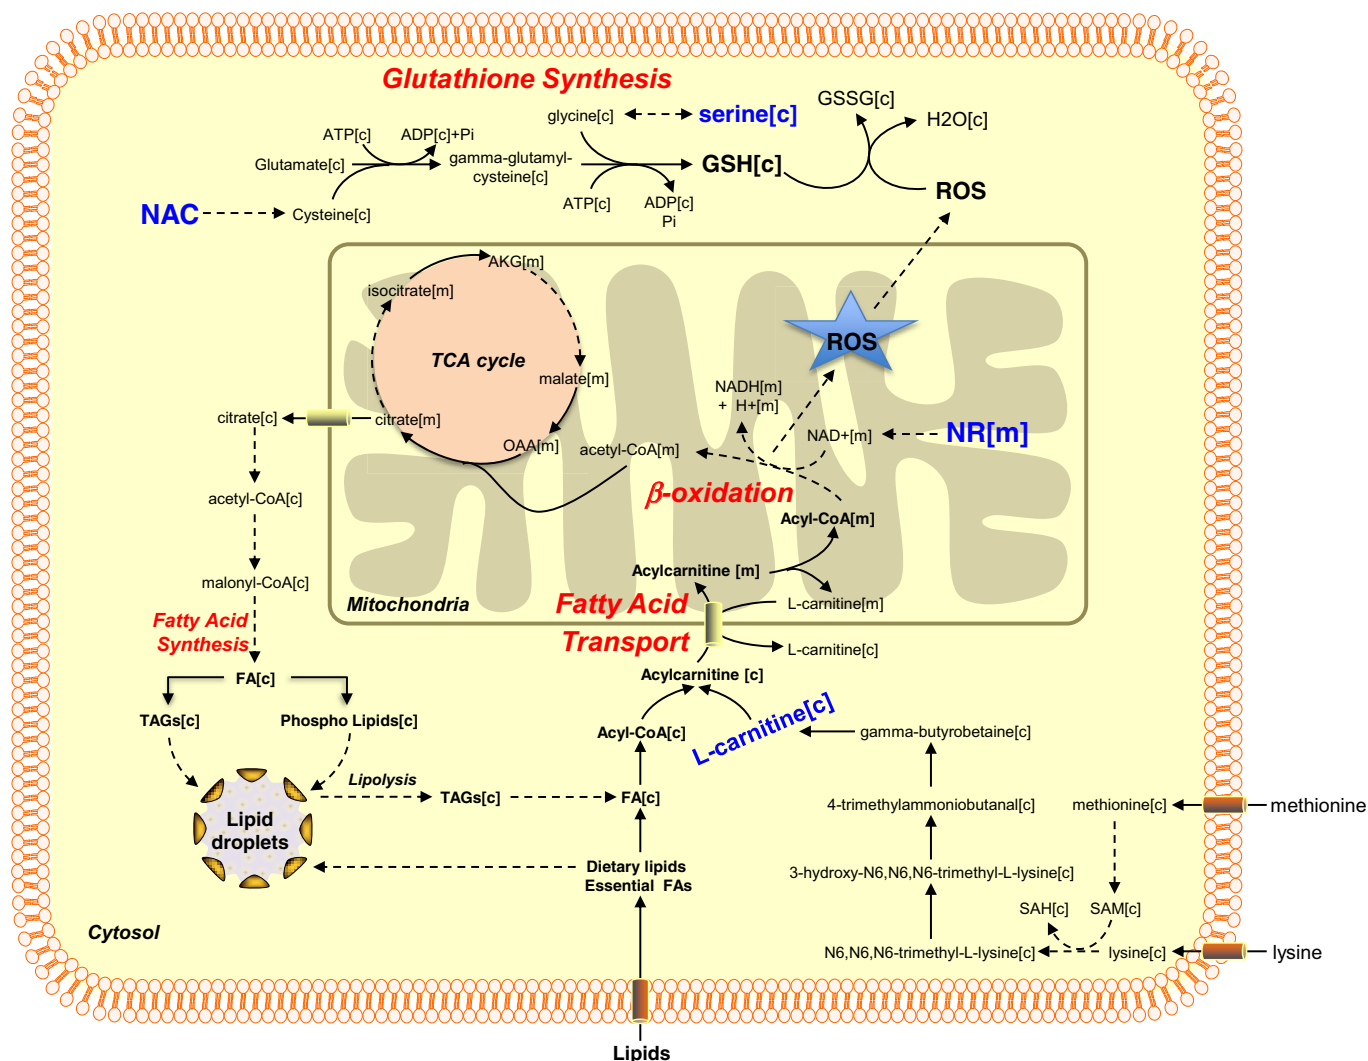 Glutathione Synthesis
GSSG[c]
H2O[c]
glycine[c]
serine[c]
ATP[c]
ADP[c]+Pi
Glutamate[c]
gamma-glutamyl-
cysteine[c]
GSH[c]
ROS
ATP[c]
ADP[c]
Pi
NAC
Cysteine[c]
AKG[m]
isocitrate[m]
TCA cycle
malate[m]
OAA[m]
citrate[m]
citrate[c]
ROS
NADH[m]
+ H+[m]
NAD+[m]
NR[m]
acetyl-CoA[m]
β-oxidation
Acyl-CoA[m]
Acylcarnitine [m]
L-carnitine[m]
Mitochondria
Fatty Acid
Transport
L-carnitine[c]
acetyl-CoA[c]
malonyl-CoA[c]
Fatty Acid
Synthesis
FA[c]
TAGs[c]
Phospho Lipids[c]
Lipolysis
Lipid
droplets
TAGs[c]
FA[c]
Acylcarnitine [c]
Acyl-CoA[c]
L-carnitine[c]
gamma-butyrobetaine[c]
4-trimethylammoniobutanal[c]
methionine[c]
methionine
Dietary lipids
Essential FAs
3-hydroxy-N6,N6,N6-trimethyl-L-lysine[c]
SAH[c]
SAM[c]
Cytosol
N6,N6,N6-trimethyl-L-lysine[c]
lysine[c]
lysine
Lipids